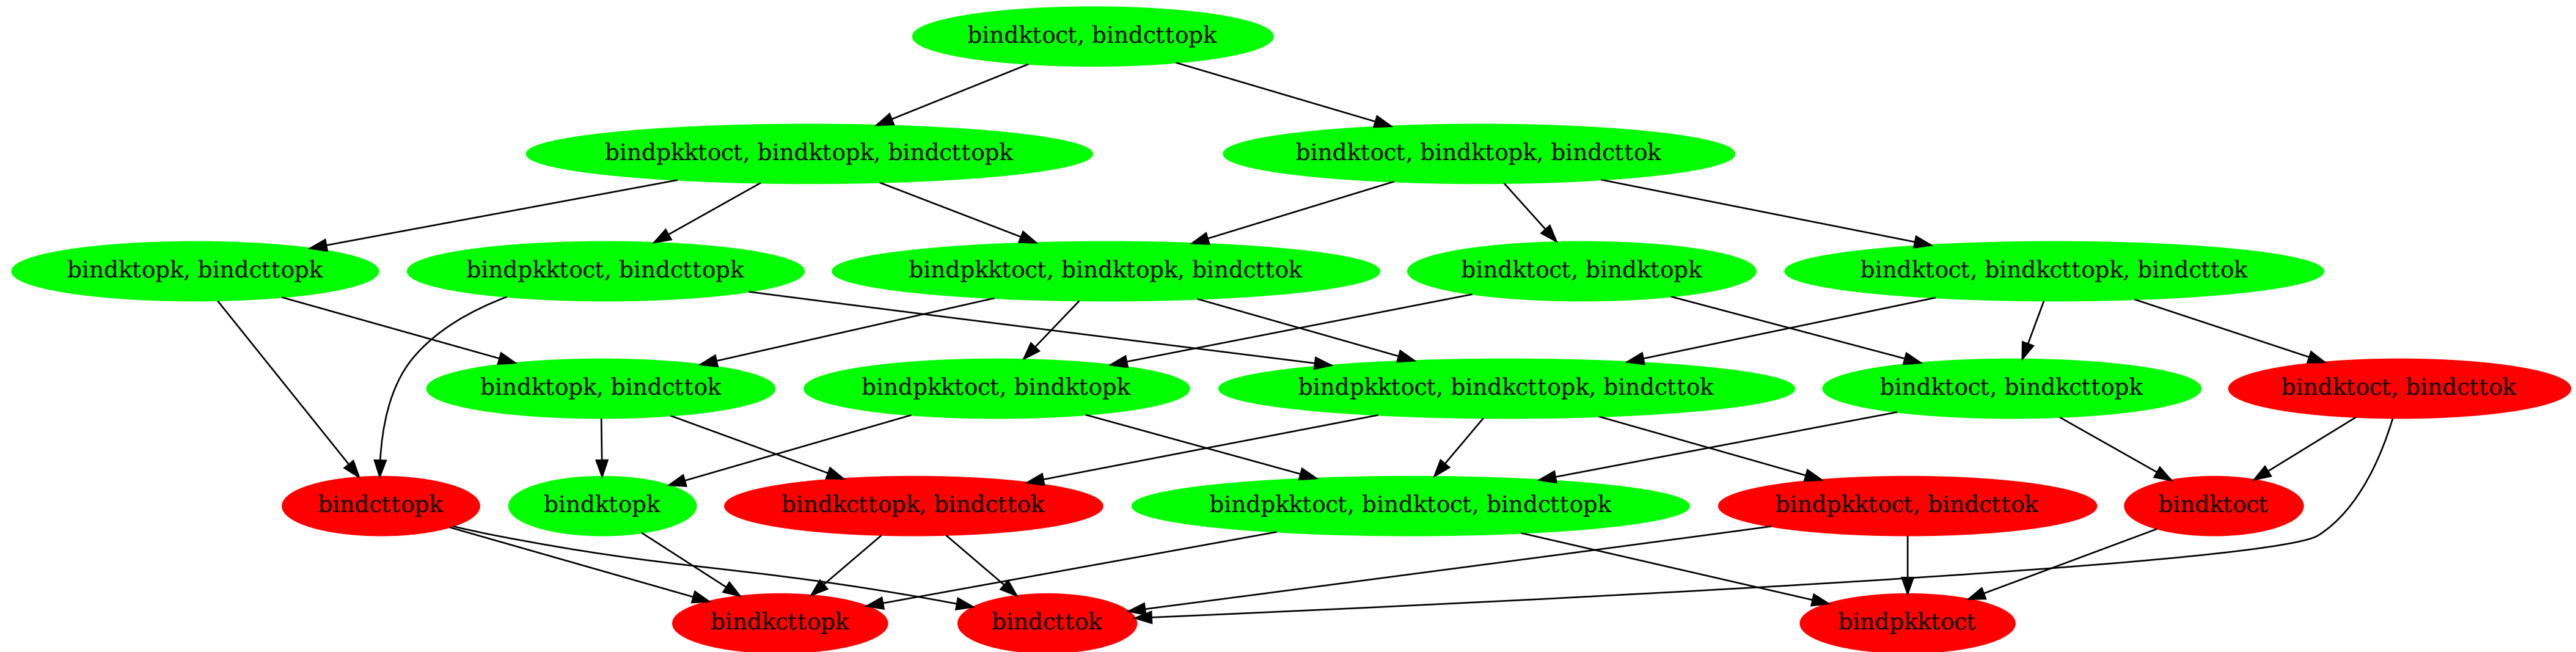 bindktoct, bindcttopk
bindpkktoct, bindktopk, bindcttopk
bindktoct, bindktopk, bindcttok
bindktopk, bindcttopk
bindpkktoct, bindcttopk
bindpkktoct, bindktopk, bindcttok
bindktoct, bindktopk
bindktoct, bindkcttopk, bindcttok
bindktopk, bindcttok
bindpkktoct, bindktopk
bindpkktoct, bindkcttopk, bindcttok
bindktoct, bindkcttopk
bindktoct, bindcttok
bindcttopk
bindktopk
bindkcttopk, bindcttok
bindpkktoct, bindktoct, bindcttopk
bindpkktoct, bindcttok
bindktoct
bindkcttopk
bindcttok
bindpkktoct